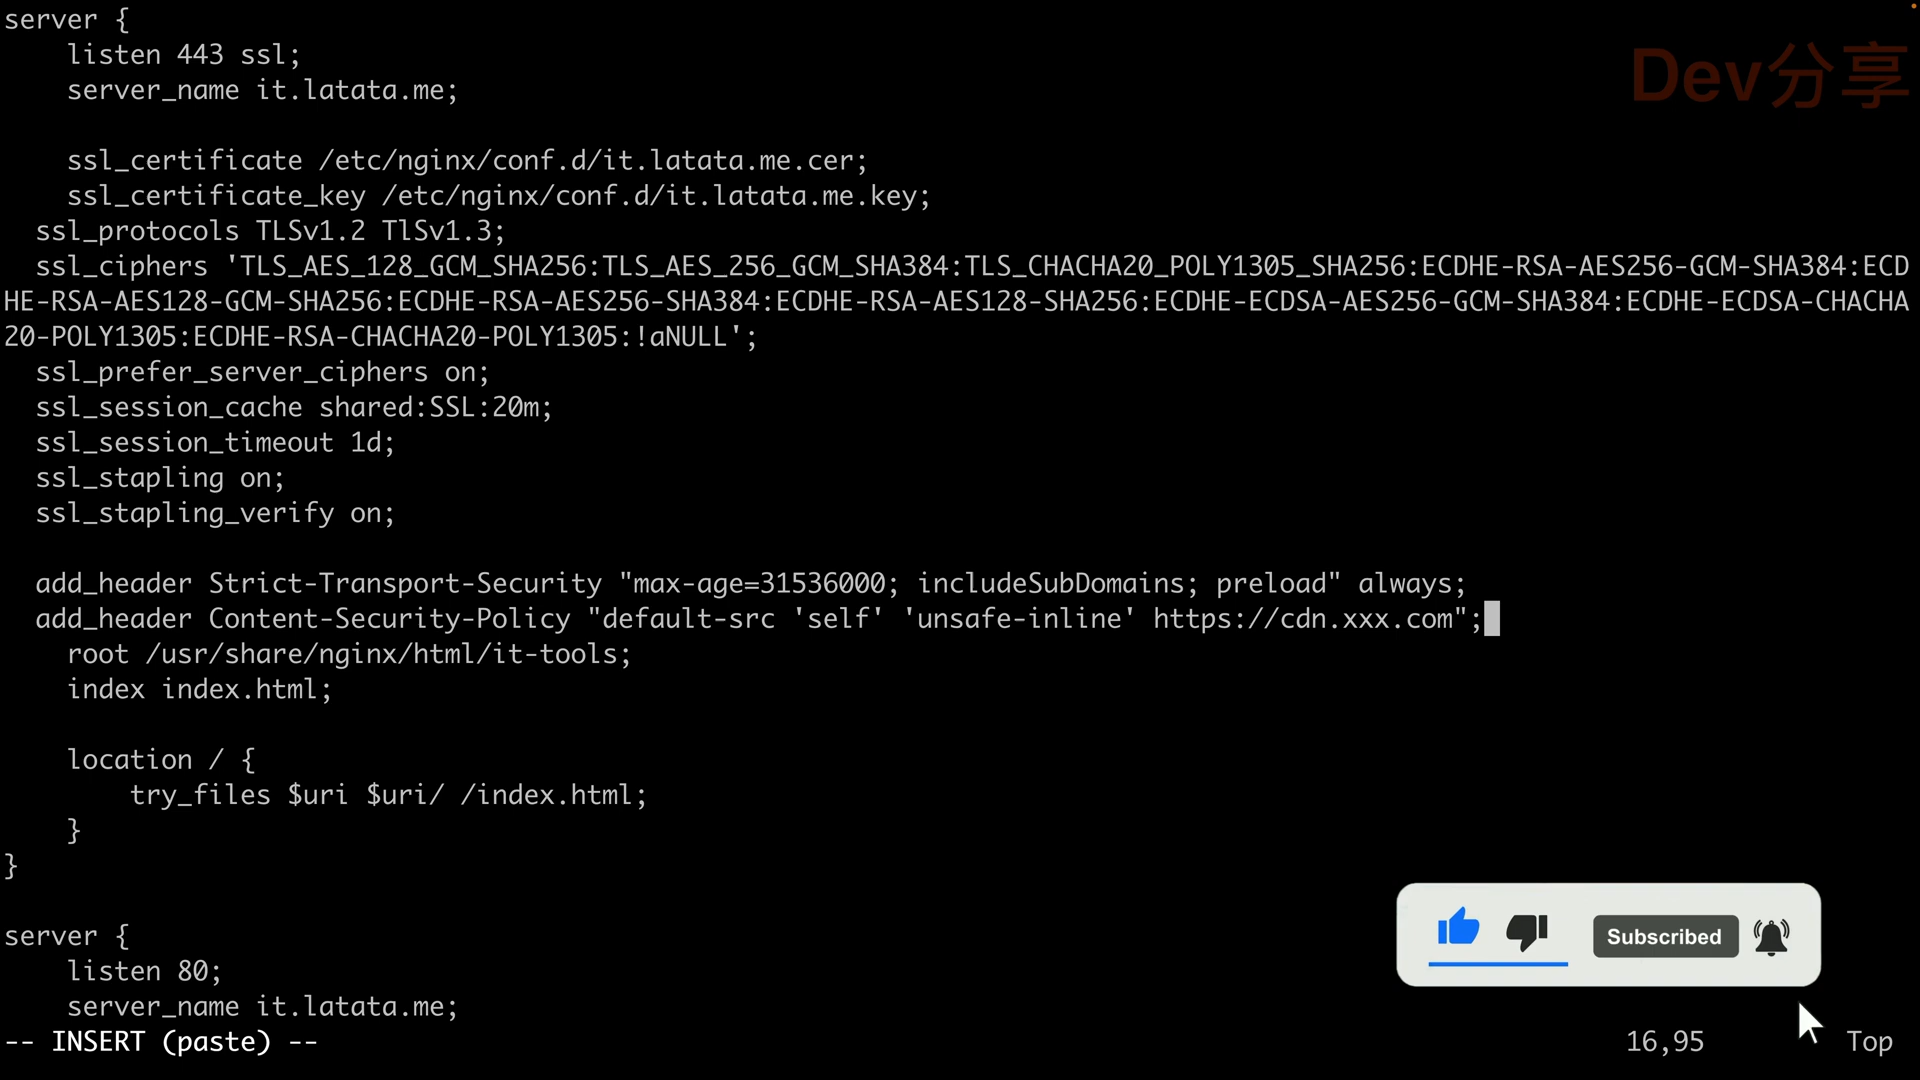 server {
    listen 443 ssl;
    server_name it.latata.me;
Dev分享
    ssl_certificate /etc/nginx/conf.d/it.latata.me.cer;
    ssl_certificate_key /etc/nginx/conf.d/it.latata.me.key;
  ssl_protocols TLSv1.2 TlSv1.3;
  ssl_ciphers 'TLS_AES_128_GCM_SHA256:TLS_AES_256_GCM_SHA384:TLS_CHACHA20_POLY1305_SHA256:ECDHE-RSA-AES256-GCM-SHA384:ECD
HE-RSA-AES128-GCM-SHA256:ECDHE-RSA-AES256-SHA384:ECDHE-RSA-AES128-SHA256:ECDHE-ECDSA-AES256-GCM-SHA384:ECDHE-ECDSA-CHACHA
20-POLY1305:ECDHE-RSA-CHACHA20-POLY1305:!aNULL';
  ssl_prefer_server_ciphers on;
  ssl_session_cache shared:SSL:20m;
  ssl_session_timeout 1d;
  ssl_stapling on;
  ssl_stapling_verify on;
  add_header Strict-Transport-Security "max-age=31536000; includeSubDomains; preload" always;
  add_header Content-Security-Policy "default-src 'self' 'unsafe-inline' https://cdn.xxx.com";
    root /usr/share/nginx/html/it-tools;
    index index.html;
    location / {
        try_files $uri $uri/ /index.html;
    }
}
server {
    listen 80;
    server_name it.latata.me;
Subscribed
-- INSERT (paste) --
16,95
Top